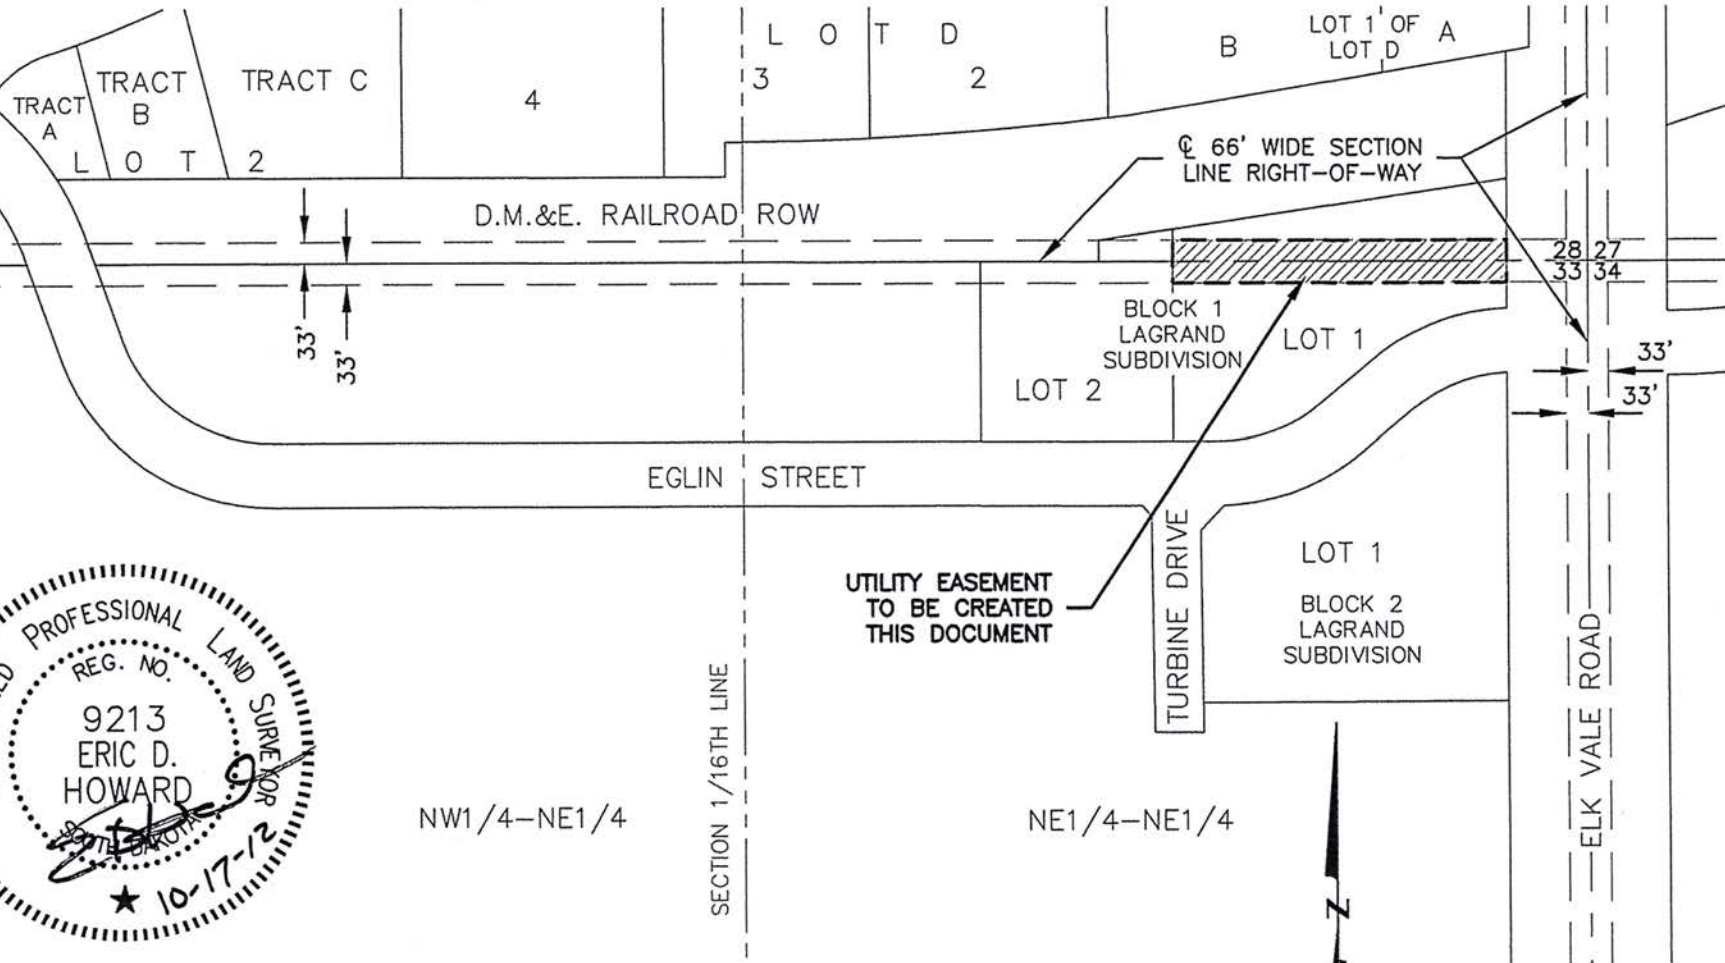 L O T D
LOT 1 OF
LOT D
B
A
3
2
4
TRACT
A
TRACT
B
TRACT C
L O T 2
℄ 66' WIDE SECTION
LINE RIGHT-OF-WAY
D.M.&E. RAILROAD ROW
28 27
33 34
33'
33'
BLOCK 1
LAGRAND
SUBDIVISION
LOT 1
LOT 2
33'
33'
EGLIN STREET
TURBINE DRIVE
UTILITY EASEMENT
TO BE CREATED
THIS DOCUMENT
LOT 1
BLOCK 2
LAGRAND
SUBDIVISION
ELK VALE ROAD
SECTION 1/16TH LINE
NW1/4-NE1/4
NE1/4-NE1/4
N
PROFESSIONAL LAND SURVEYOR
REG. NO.
9213
ERIC D.
HOWARD
SOUTH DAKOTA
10-17-12